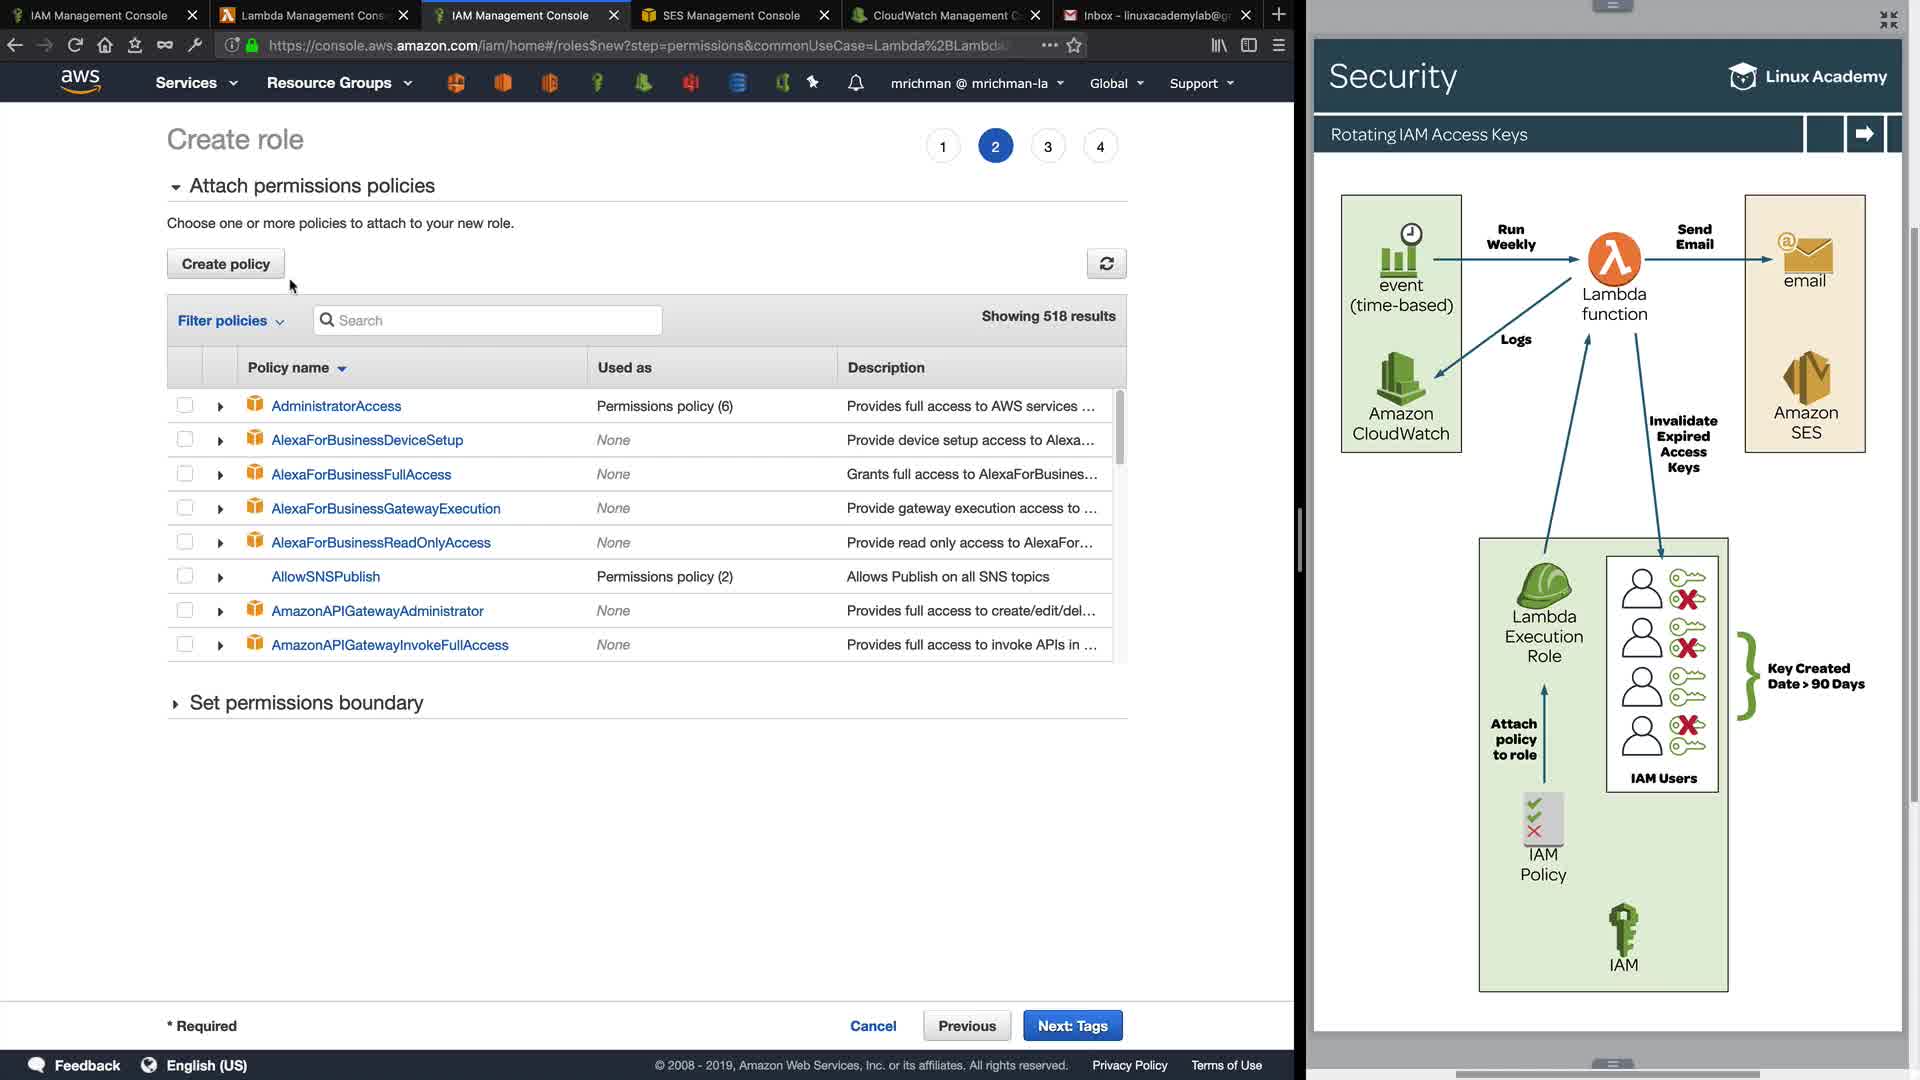 IAM Management Console
Lambda Management Cons
IAM Management Console
SES Management Console
CloudWatch Management C
Inbox - linuxacademylab@g
https://console.aws.amazon.com/iam/home#/roles$new?step=permissions&commonUseCase=Lambda%2BLambda
aws
Services
Resource Groups
mrichman @ mrichman-la
Global
Support
Create role
1
2
3
4
Attach permissions policies
Choose one or more policies to attach to your new role.
Create policy
Filter policies
Search
Showing 518 results
Policy name
Used as
Description
AdministratorAccess
Permissions policy (6)
Provides full access to AWS services ...
AlexaForBusinessDeviceSetup
None
Provide device setup access to Alexa...
AlexaForBusinessFullAccess
None
Grants full access to AlexaForBusines...
AlexaForBusinessGatewayExecution
None
Provide gateway execution access to ...
AlexaForBusinessReadOnlyAccess
None
Provide read only access to AlexaFor...
AllowSNSPublish
Permissions policy (2)
Allows Publish on all SNS topics
AmazonAPIGatewayAdministrator
None
Provides full access to create/edit/del...
AmazonAPIGatewayInvokeFullAccess
None
Provides full access to invoke APIs in ...
Set permissions boundary
* Required
Cancel
Previous
Next: Tags
Feedback
English (US)
© 2008 - 2019, Amazon Web Services, Inc. or its affiliates. All rights reserved.
Privacy Policy
Terms of Use
Security
Linux Academy
Rotating IAM Access Keys
event
(time-based)
Run
Weekly
Lambda
function
Send
Email
email
Logs
Amazon
CloudWatch
Amazon
SES
Invalidate
Expired
Access
Keys
Lambda
Execution
Role
Key Created
Date > 90 Days
Attach
policy
to role
IAM Users
IAM
Policy
IAM